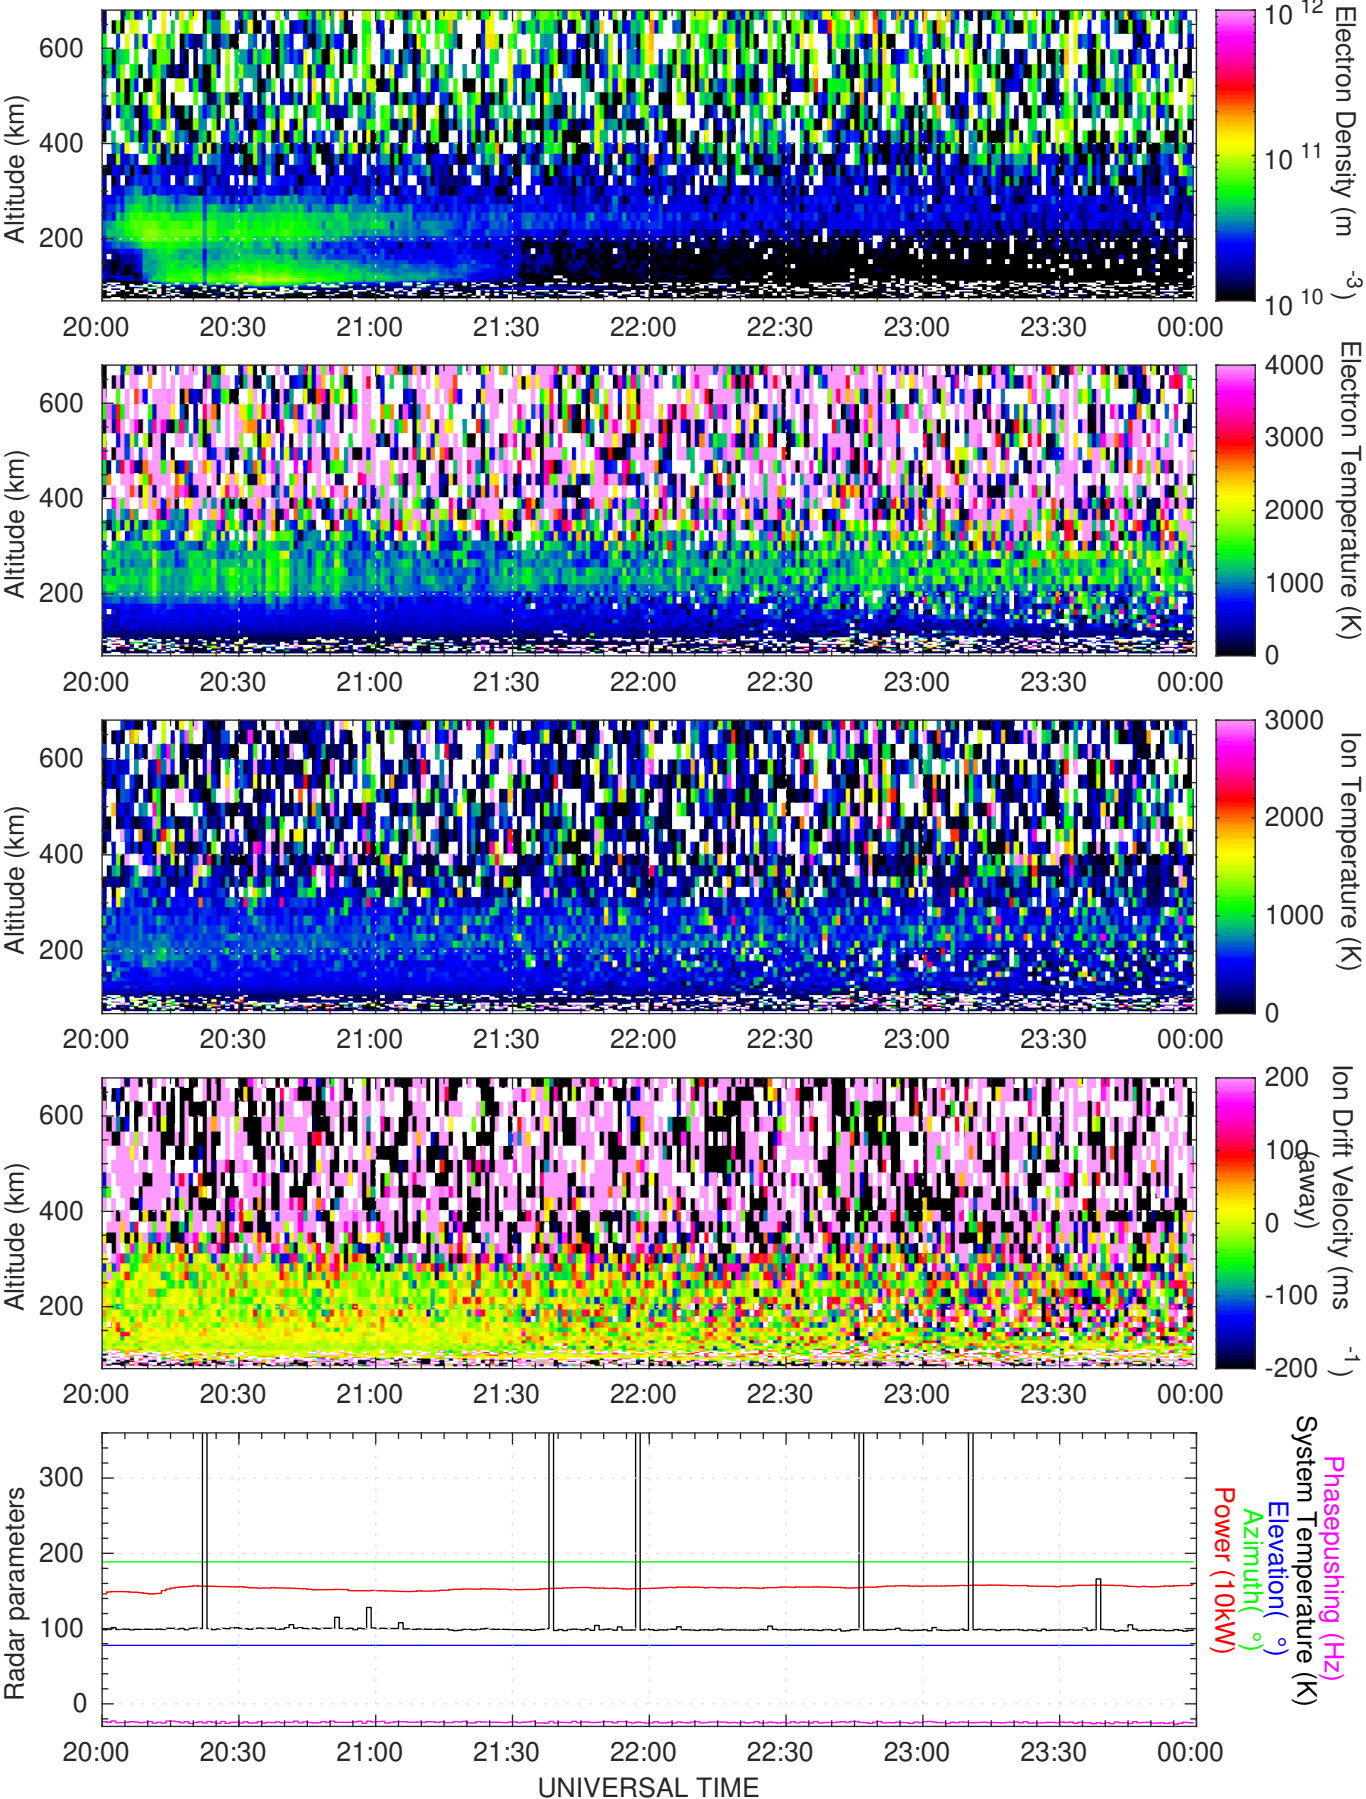 600
400
200
Altitude (km)
10 12
10 11
10 10
Electron Density (m -3)
20:00 20:30 21:00 21:30 22:00 22:30 23:00 23:30 00:00
600
400
200
Altitude (km)
4000
3000
2000
1000
0
Electron Temperature (K)
20:00 20:30 21:00 21:30 22:00 22:30 23:00 23:30 00:00
600
400
200
Altitude (km)
3000
2000
1000
0
Ion Temperature (K)
20:00 20:30 21:00 21:30 22:00 22:30 23:00 23:30 00:00
600
400
200
Altitude (km)
200
100
0
-100
-200
(away)
Ion Drift Velocity (ms -1)
20:00 20:30 21:00 21:30 22:00 22:30 23:00 23:30 00:00
300
200
100
0
Radar parameters
Phasepushing (Hz)
System Temperature (K)
Elevation( °)
Azimuth( °)
Power (10kW)
20:00 20:30 21:00 21:30 22:00 22:30 23:00 23:30 00:00
UNIVERSAL TIME